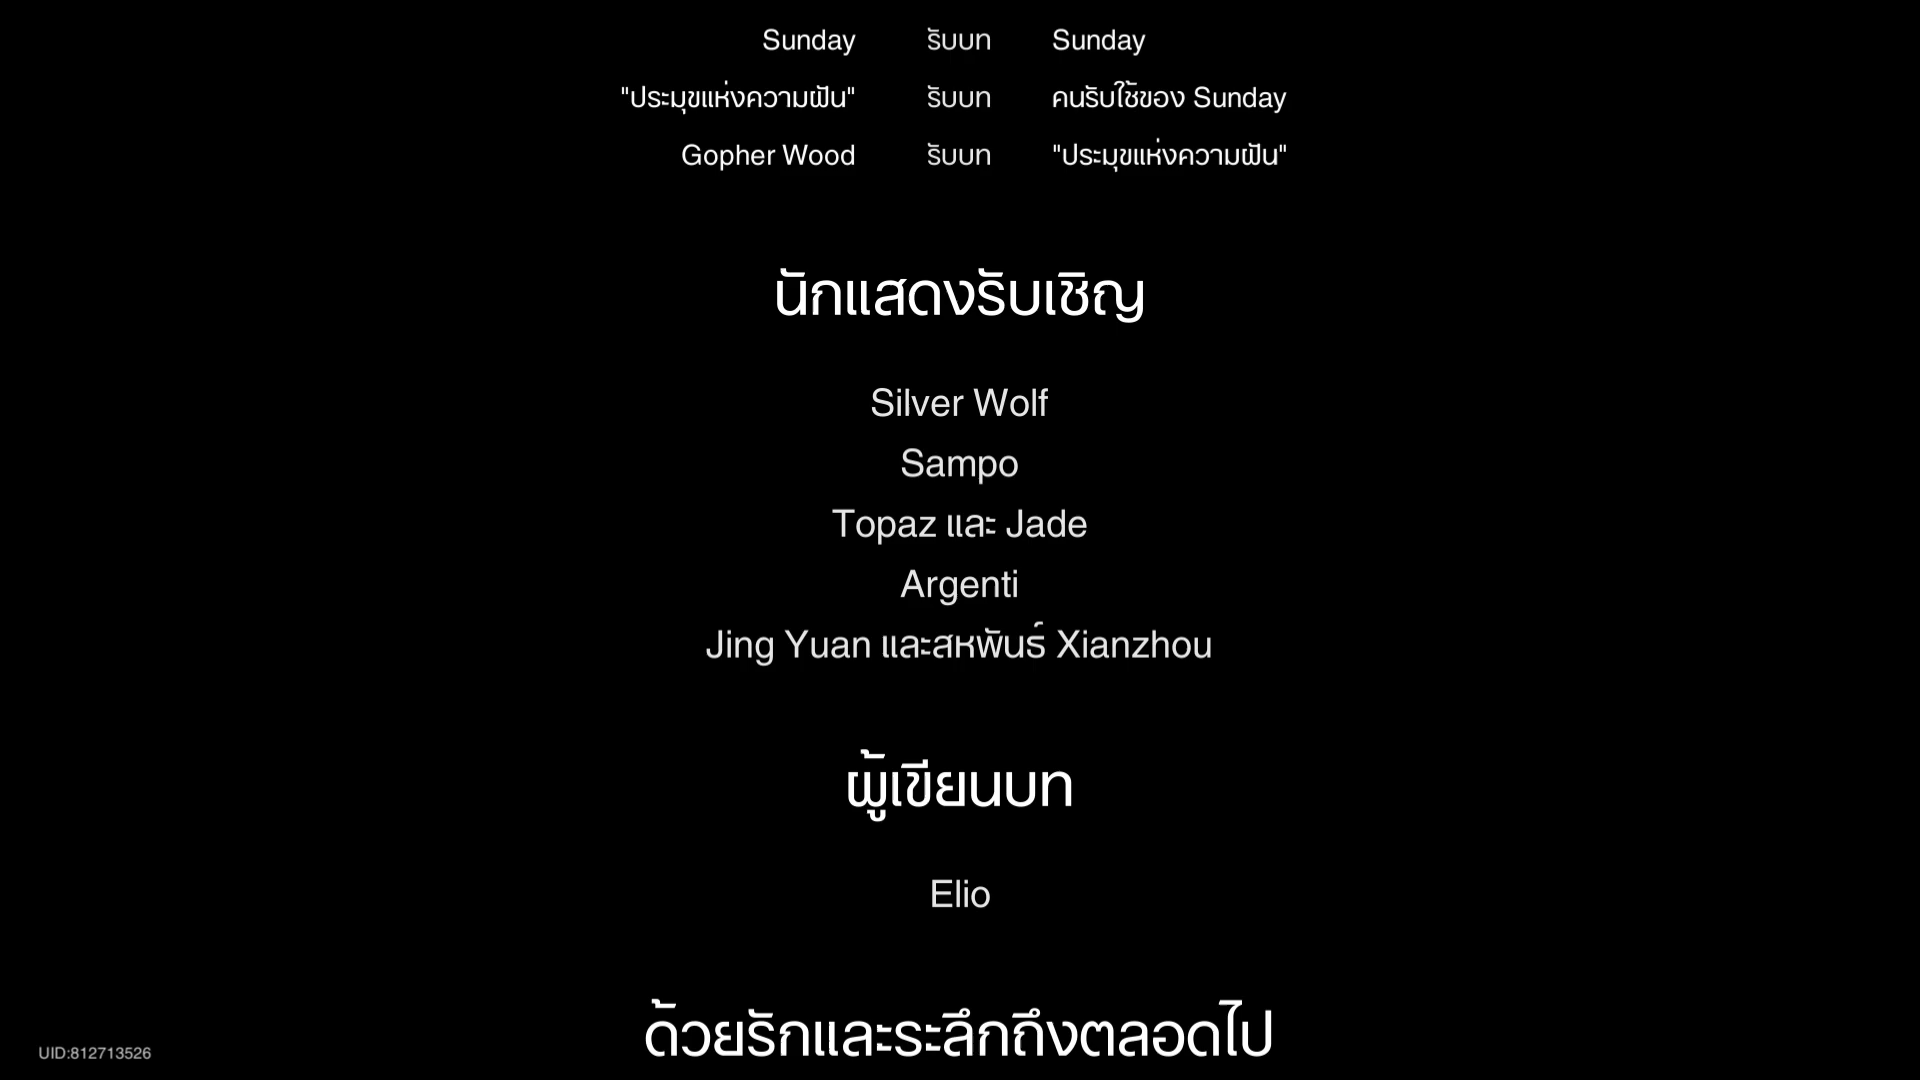 Sunday รับบท Sunday
"ประมุขแห่งความฝัน" รับบท คนรับใช้ของ Sunday
Gopher Wood รับบท "ประมุขแห่งความฝัน"
นักแสดงรับเชิญ
Silver Wolf
Sampo
Topaz และ Jade
Argenti
Jing Yuan และสหพันธ์ Xianzhou
ผู้เขียนบท
Elio
ด้วยรักและระลึกถึงตลอดไป
UID:812713526